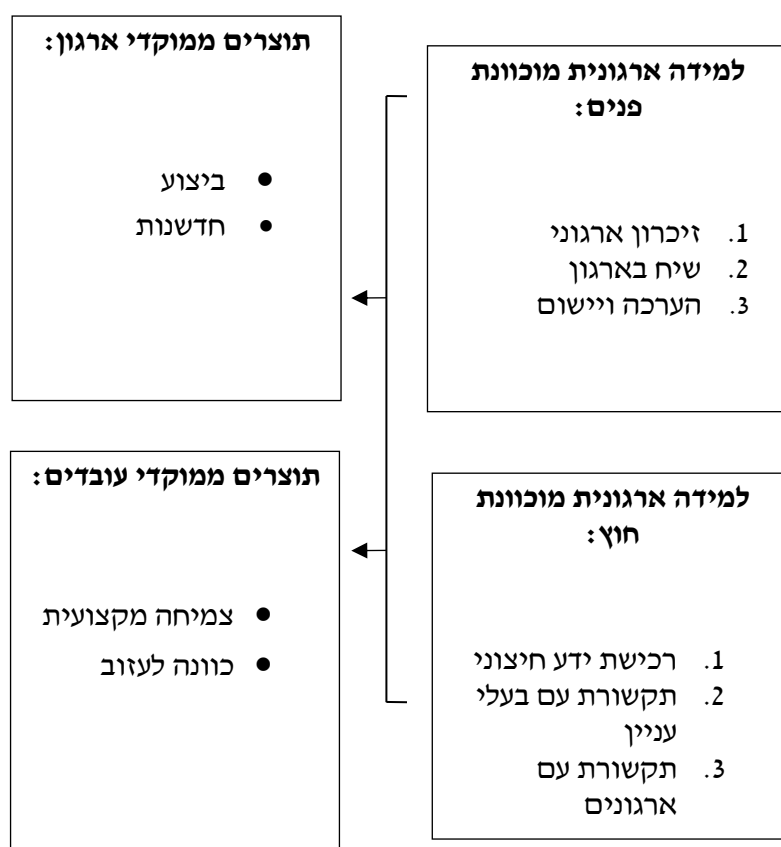 למידה ארגונית מוכוונת
פנים:
1. זיכרון ארגוני
2. שיח בארגון
3. הערכה ויישום
תוצרים ממוקדי ארגון:
• ביצוע
• חדשנות
למידה ארגונית מוכוונת
חוץ:
1. רכישת ידע חיצוני
2. תקשורת עם בעלי
עניין
3. תקשורת עם
ארגונים
תוצרים ממוקדי עובדים:
• צמיחה מקצועית
• כוונה לעזוב